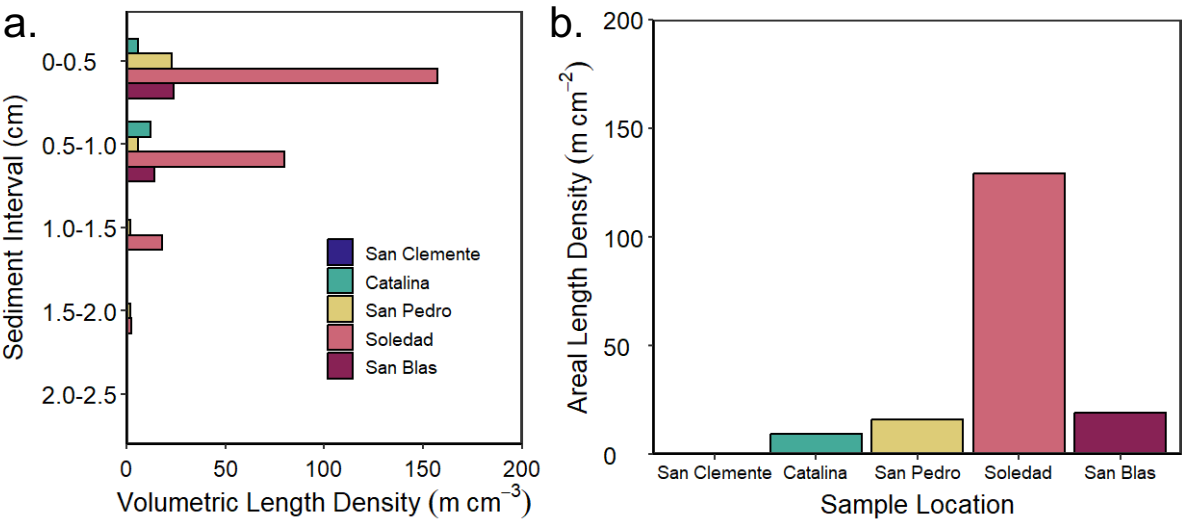 a.
0-0.5
0.5-1.0
1.0-1.5
1.5-2.0
2.0-2.5
Sediment Interval (cm)
San Clemente
Catalina
San Pedro
Soledad
San Blas
0 50 100 150 200
Volumetric Length Density (m cm⁻³)
b.
200
150
100
50
0
Areal Length Density (m cm⁻²)
San Clemente Catalina San Pedro Soledad San Blas
Sample Location